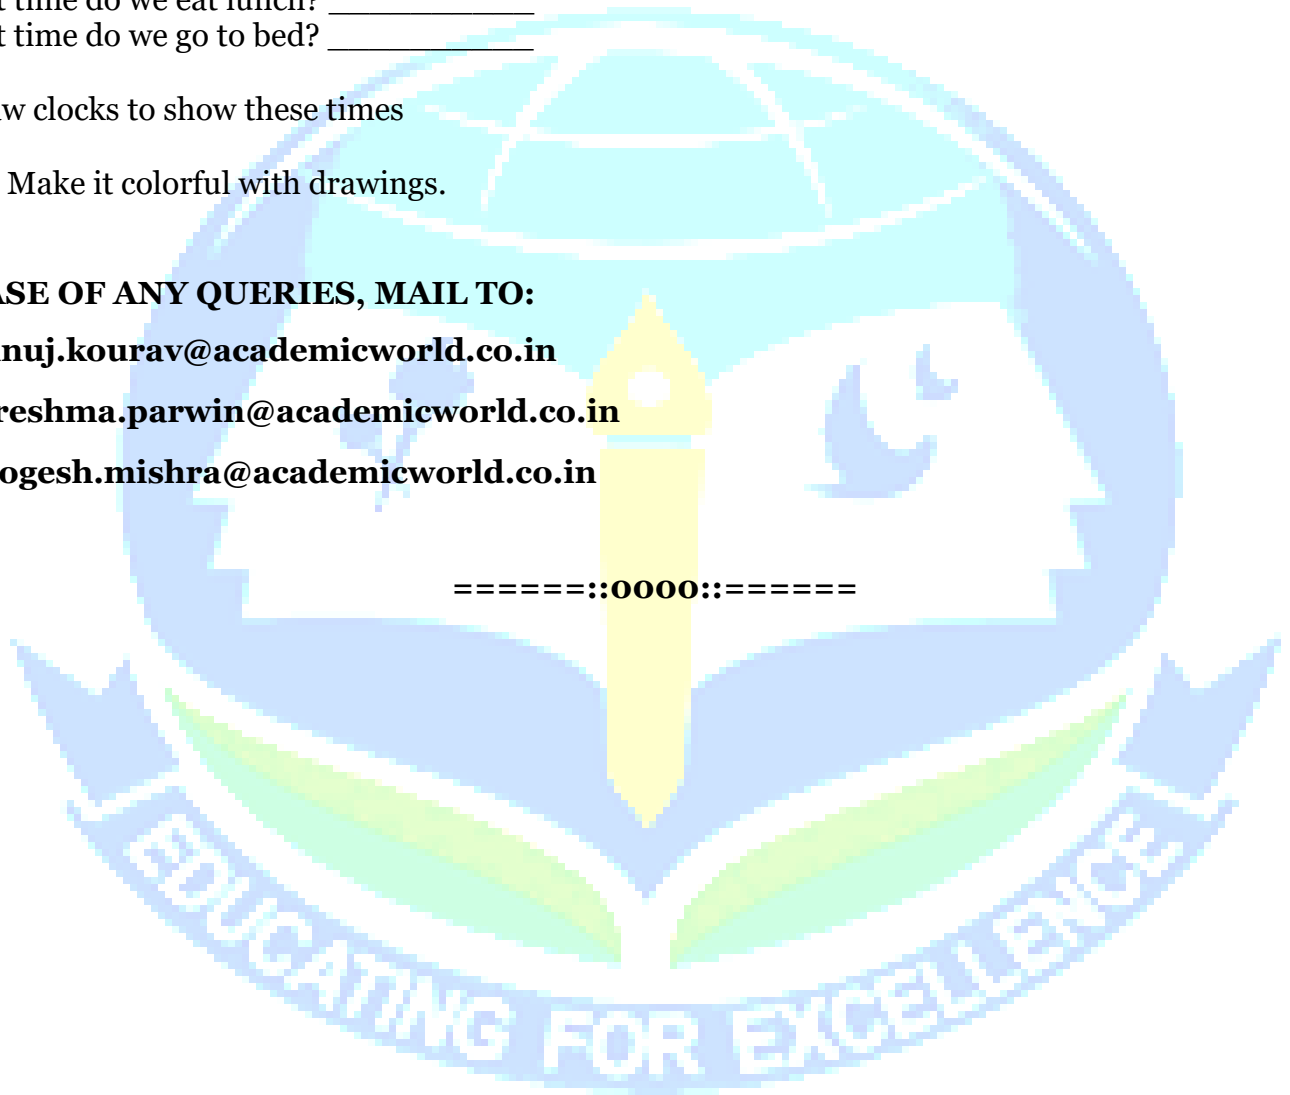 t time do we eat lunch? ___________
t time do we go to bed? ___________
w clocks to show these times
Make it colorful with drawings.
ASE OF ANY QUERIES, MAIL TO:
nuj.kourav@academicworld.co.in
reshma.parwin@academicworld.co.in
ogesh.mishra@academicworld.co.in
======::oooo::======
EDUCATING FOR EXCELLENCE